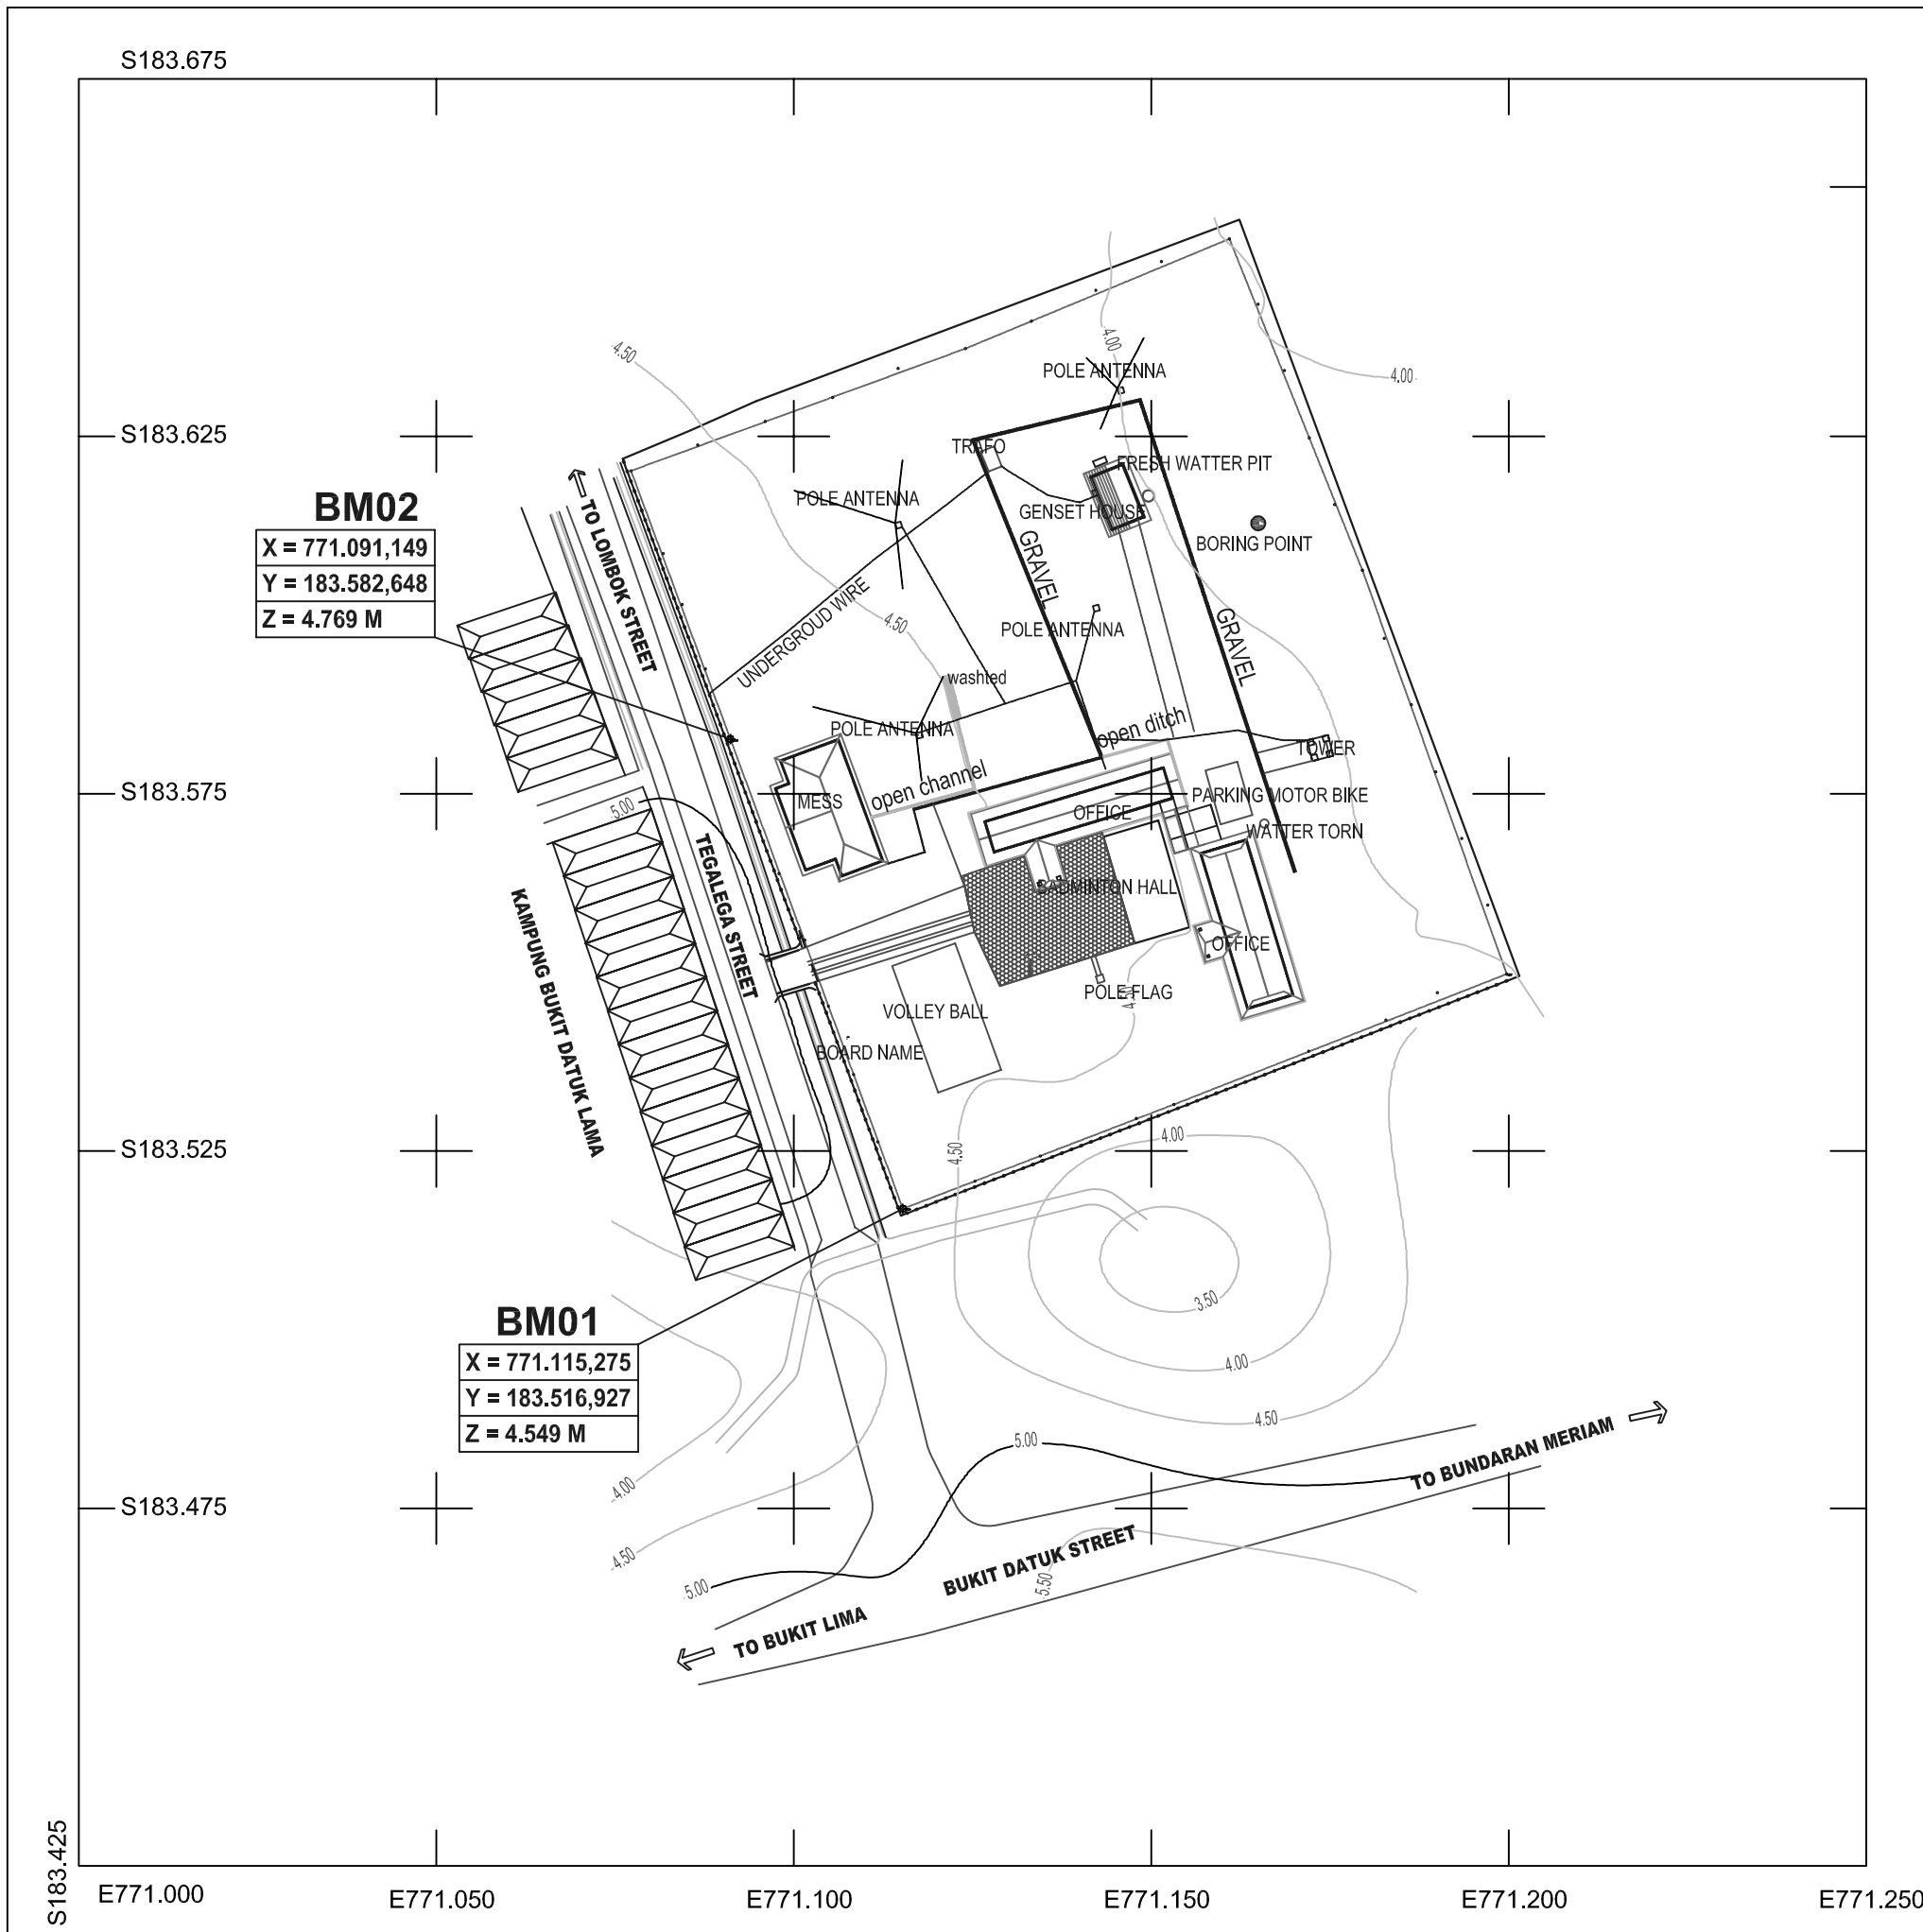 S183.675
4.50
4.00
POLE ANTENNA
4.00
S183.625
TRAFO
FRESH WATTER PIT
POLE ANTENNA
GENSET HOUSE
BORING POINT
BM02
X = 771.091,149
Y = 183.582,648
Z = 4.769 M
TO LOMBOK STREET
GRAVEL
UNDERGROUD WIRE
4.50
POLE ANTENNA
GRAVEL
washted
POLE ANTENNA
open ditch
TOWER
S183.575
MESS
open channel
PARKING MOTOR BIKE
5.00
OFFICE
WATTER TORN
TEGALEGA STREET
KAMPUNG BUKIT DATUK LAMA
BADMINTON HALL
OFFICE
POLE FLAG
4.50
VOLLEY BALL
BOARD NAME
S183.525
4.50
4.00
3.50
BM01
X = 771.115,275
Y = 183.516,927
Z = 4.549 M
4.00
4.50
5.00
TO BUNDARAN MERIAM
4.00
S183.475
4.50
BUKIT DATUK STREET
5.50
5.00
TO BUKIT LIMA
S183.425
E771.000
E771.050
E771.100
E771.150
E771.200
E771.250